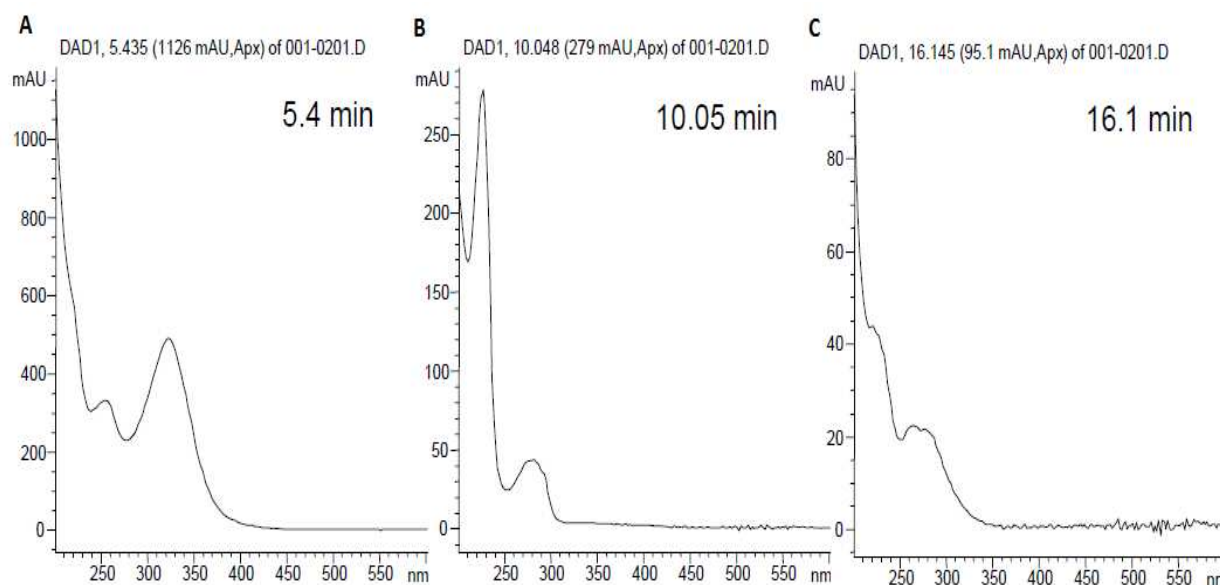 A
DAD1, 5.435 (1126 mAU,Apx) of 001-0201.D
mAU
5.4 min
1000
800
600
400
200
0
250 300 350 400 450 500 550 nm
B
DAD1, 10.048 (279 mAU,Apx) of 001-0201.D
mAU
10.05 min
250
200
150
100
50
0
250 300 350 400 450 500 550 nm
C
DAD1, 16.145 (95.1 mAU,Apx) of 001-0201.D
mAU
16.1 min
80
60
40
20
0
250 300 350 400 450 500 550 nm